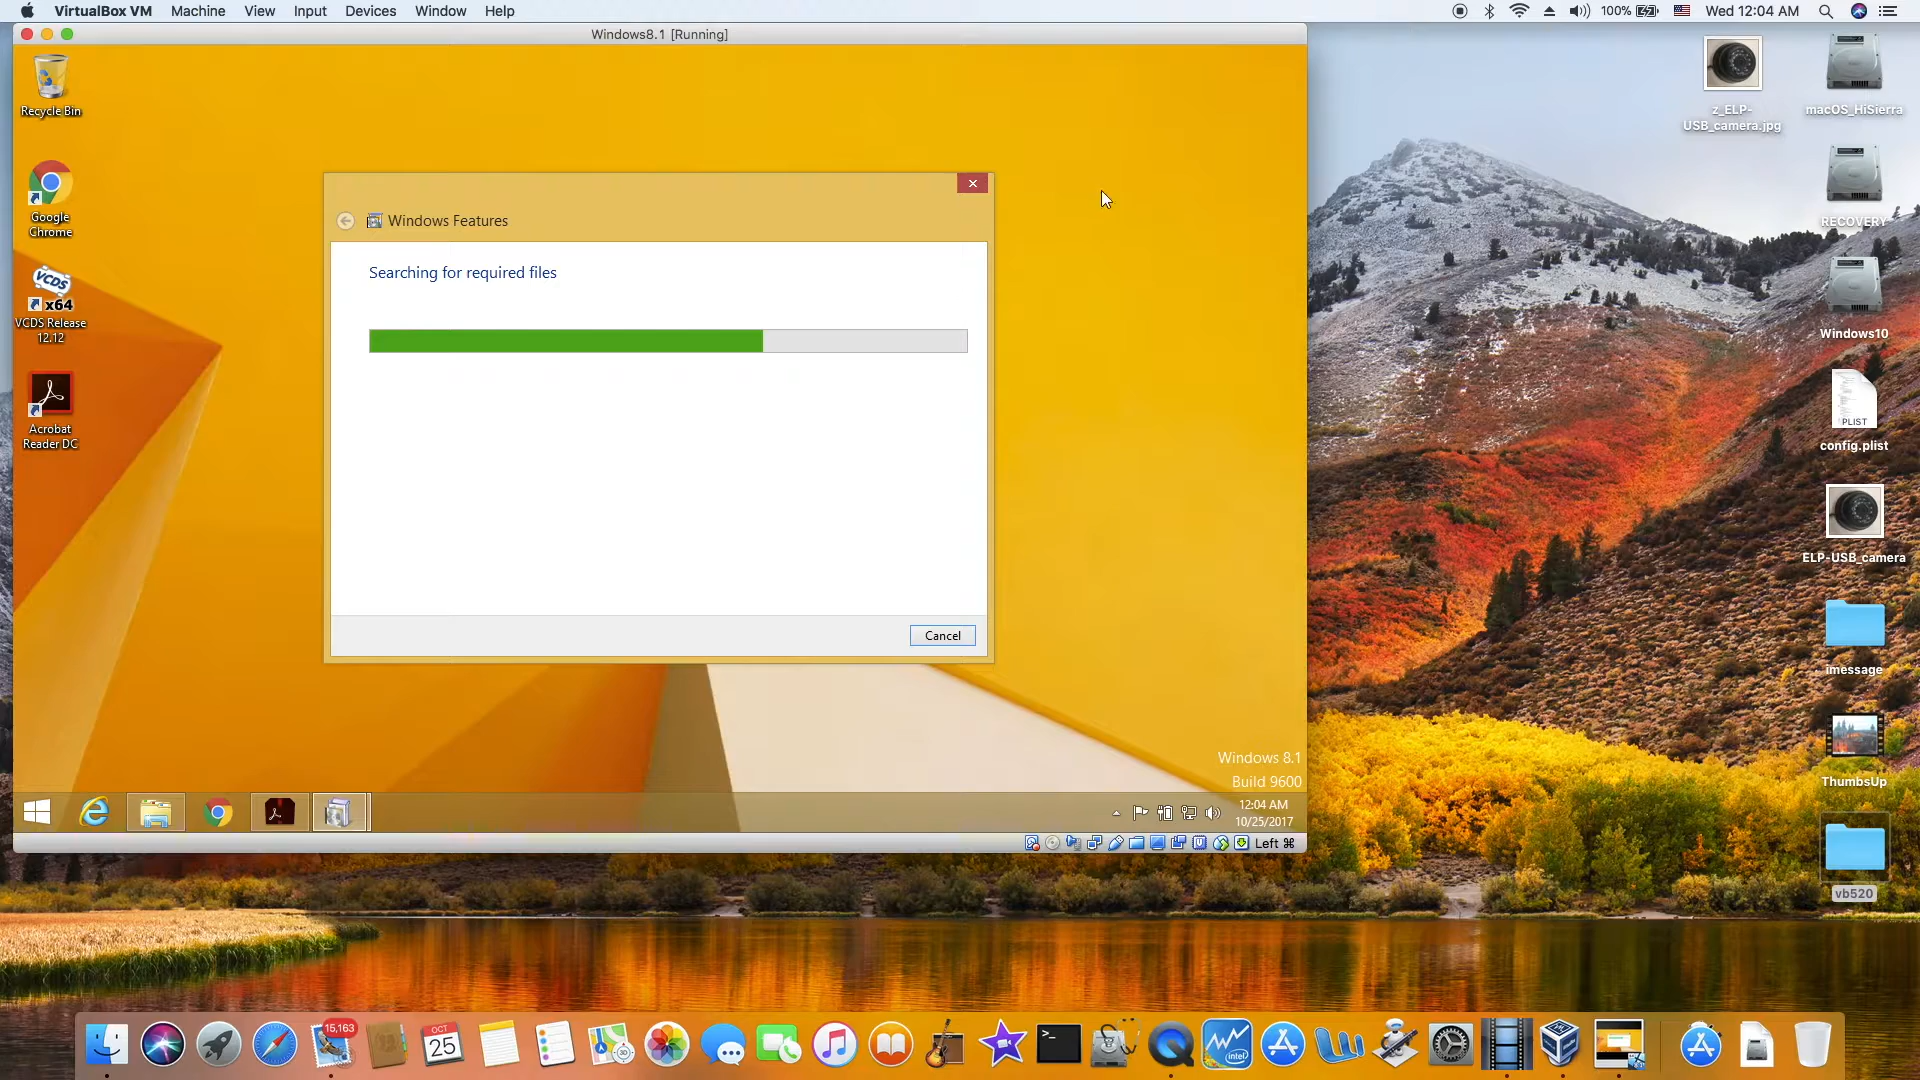 VirtualBox VM Machine View Input Devices Window Help
100% Wed 12:04 AM
Windows8.1 [Running]
Recycle Bin
Google
Chrome
VCDS
x64
VCDS Release
12.12
Acrobat
Reader DC
Windows Features
Searching for required files
Cancel
Windows 8.1
Build 9600
12:04 AM
10/25/2017
Left ⌘
z_ELP-
USB_camera.jpg
macOS_HiSierra
RECOVERY
Windows10
PLIST
config.plist
ELP-USB_camera
imessage
ThumbsUp
vb520
15,163
OCT
25
3D
>_
intel